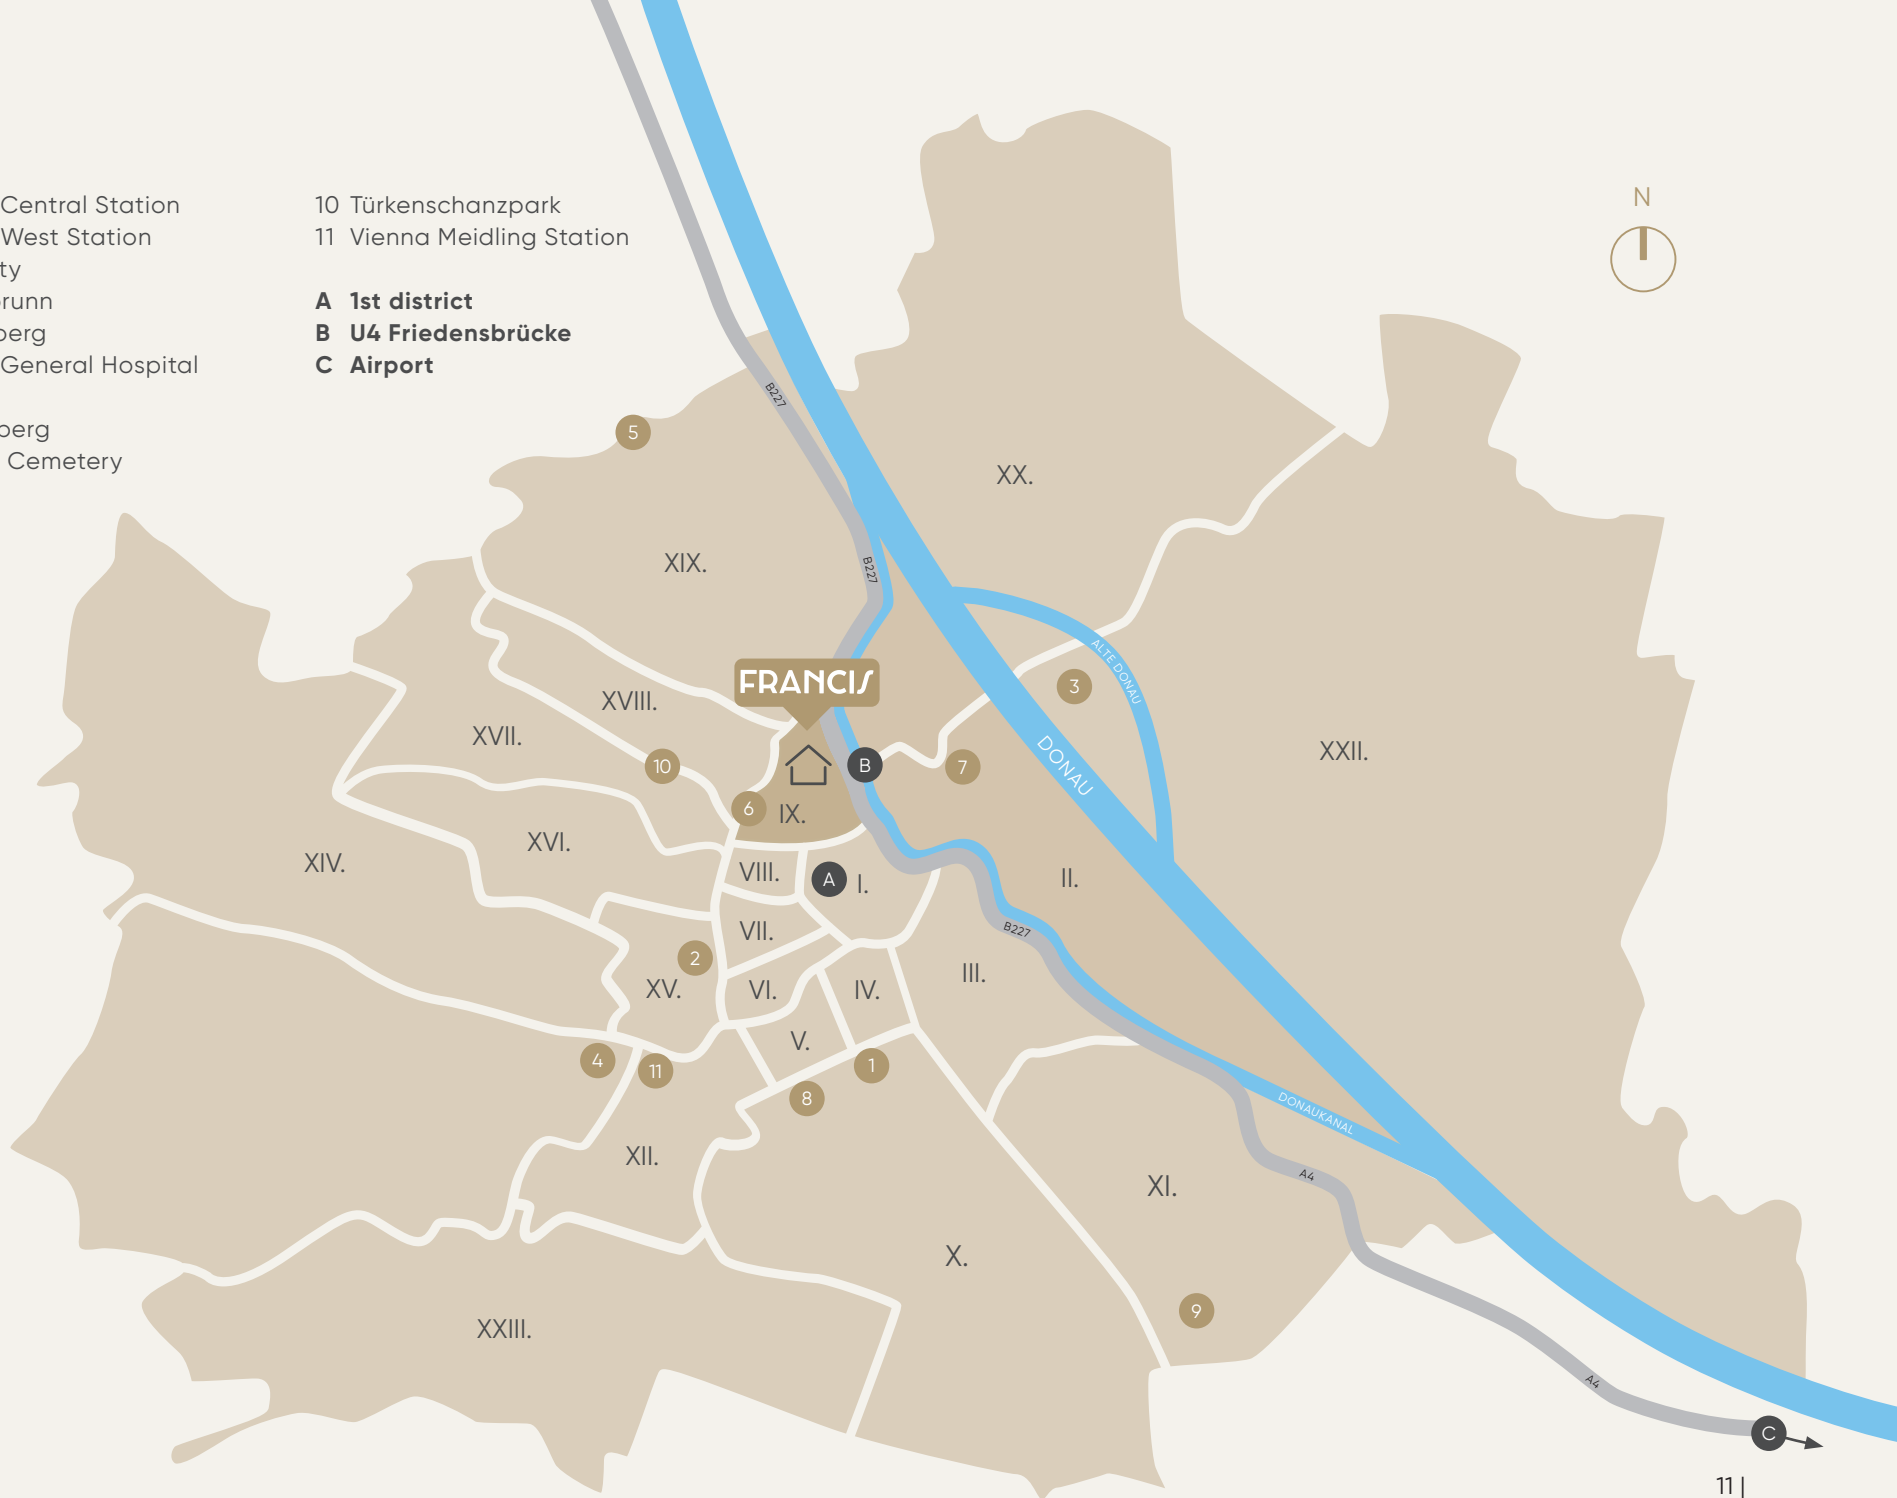 Central Station
West Station
ty
runn
berg
General Hospital
berg
Cemetery
10 Türkenschanzpark
11 Vienna Meidling Station
A 1st district
B U4 Friedensbrücke
C Airport
N
B227
5
XX.
XIX.
B227
FRANCIS
ALTE DONAU
3
XVIII.
XVII.
10
B
7
DONAU
XXII.
6
IX.
XVI.
XIV.
VIII.
A
I.
II.
VII.
B227
2
XV.
VI.
IV.
III.
V.
4
11
1
8
DONAUKANAL
XII.
A4
XI.
X.
9
XXIII.
A4
C
11 |